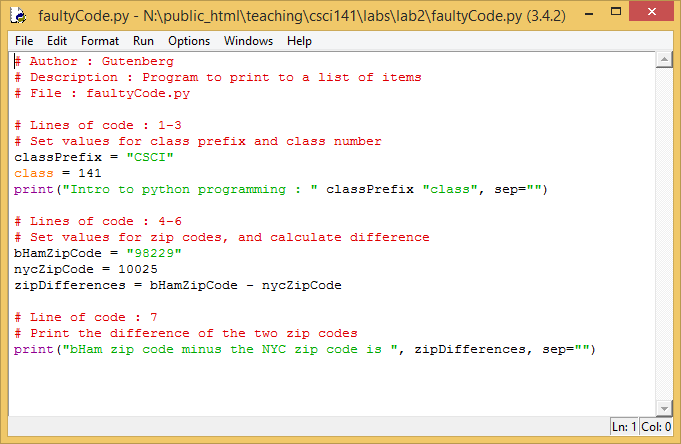 faultyCode.py - N:\public_html\teaching\csci141\labs\lab2\faultyCode.py (3.4.2)
File Edit Format Run Options Windows Help
# Author : Gutenberg
# Description : Program to print to a list of items
# File : faultyCode.py
# Lines of code : 1-3
# Set values for class prefix and class number
classPrefix = "CSCI"
class = 141
print("Intro to python programming : " classPrefix "class", sep="")
# Lines of code : 4-6
# Set values for zip codes, and calculate difference
bHamZipCode = "98229"
nycZipCode = 10025
zipDifferences = bHamZipCode - nycZipCode
# Line of code : 7
# Print the difference of the two zip codes
print("bHam zip code minus the NYC zip code is ", zipDifferences, sep="")
Ln: 1 Col: 0